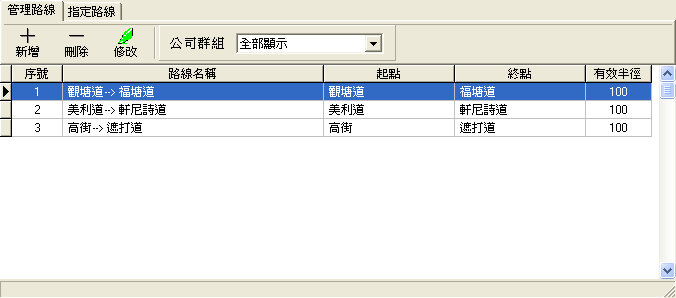 管理路線 指定路線
新增 刪除 修改 公司群組 全部顯示
序號 路線名稱 起點 終點 有效半徑
1 觀塘道--> 福塘道 觀塘道 福塘道 100
2 美利道--> 軒尼詩道 美利道 軒尼詩道 100
3 高街--> 遮打道 高街 遮打道 100